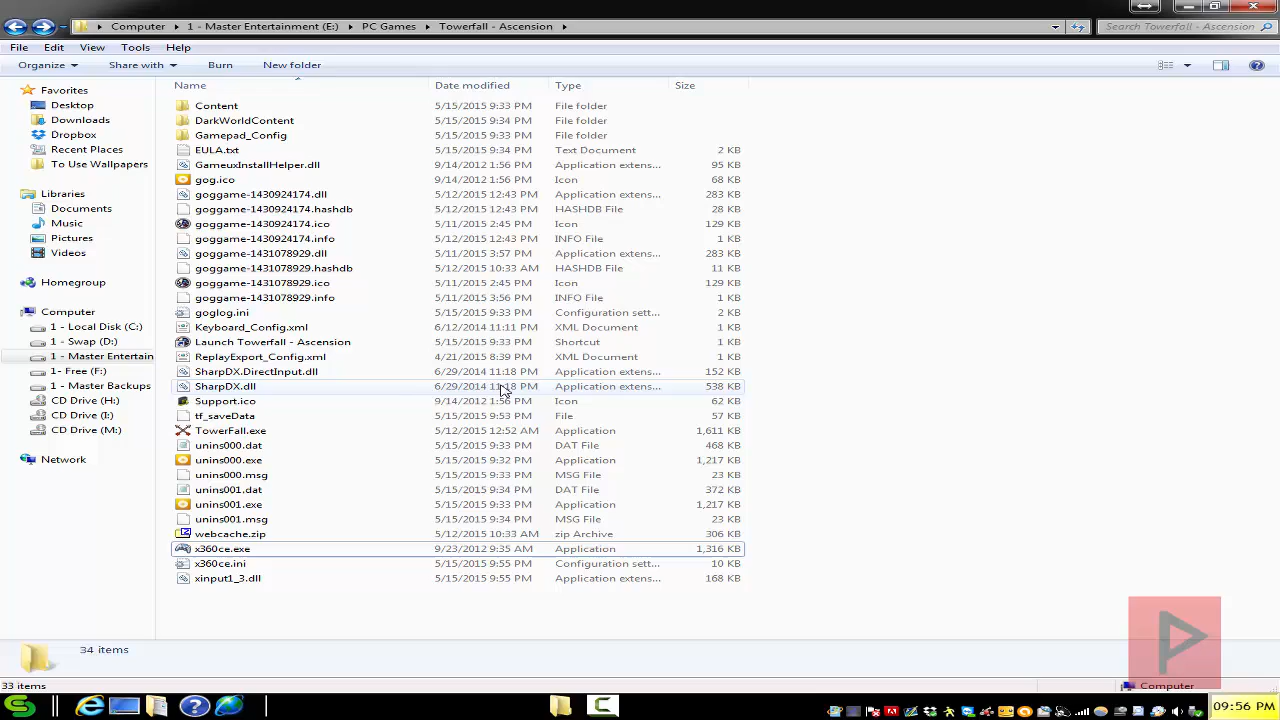 Computer ▸ 1 - Master Entertainment (E:) ▸ PC Games ▸ Towerfall - Ascension ▸
Search Towerfall - Ascension
File Edit View Tools Help
Organize Share with Burn New folder
Name Date modified Type Size
Favorites
Desktop
Downloads
Dropbox
Recent Places
To Use Wallpapers
Libraries
Documents
Music
Pictures
Videos
Homegroup
Computer
1 - Local Disk (C:)
1 - Swap (D:)
1 - Master Entertain
1- Free (F:)
1 - Master Backups
CD Drive (H:)
CD Drive (I:)
CD Drive (M:)
Network
Content 5/15/2015 9:33 PM File folder
DarkWorldContent 5/15/2015 9:34 PM File folder
Gamepad_Config 5/15/2015 9:33 PM File folder
EULA.txt 5/15/2015 9:34 PM Text Document 2 KB
GameuxInstallHelper.dll 9/14/2012 1:56 PM Application extens... 95 KB
gog.ico 9/14/2012 1:56 PM Icon 68 KB
goggame-1430924174.dll 5/12/2015 12:43 PM Application extens... 283 KB
goggame-1430924174.hashdb 5/12/2015 12:43 PM HASHDB File 28 KB
goggame-1430924174.ico 5/11/2015 2:45 PM Icon 129 KB
goggame-1430924174.info 5/12/2015 12:43 PM INFO File 1 KB
goggame-1431078929.dll 5/11/2015 3:57 PM Application extens... 283 KB
goggame-1431078929.hashdb 5/12/2015 10:33 AM HASHDB File 11 KB
goggame-1431078929.ico 5/11/2015 2:45 PM Icon 129 KB
goggame-1431078929.info 5/11/2015 3:56 PM INFO File 1 KB
goglog.ini 5/15/2015 9:33 PM Configuration sett... 2 KB
Keyboard_Config.xml 6/12/2014 11:11 PM XML Document 1 KB
Launch Towerfall - Ascension 5/15/2015 9:33 PM Shortcut 1 KB
ReplayExport_Config.xml 4/21/2015 8:39 PM XML Document 1 KB
SharpDX.DirectInput.dll 6/29/2014 11:18 PM Application extens... 152 KB
SharpDX.dll 6/29/2014 11:18 PM Application extens... 538 KB
Support.ico 9/14/2012 1:56 PM Icon 62 KB
tf_saveData 5/15/2015 9:53 PM File 57 KB
TowerFall.exe 5/12/2015 12:52 AM Application 1,611 KB
unins000.dat 5/15/2015 9:33 PM DAT File 468 KB
unins000.exe 5/15/2015 9:32 PM Application 1,217 KB
unins000.msg 5/15/2015 9:33 PM MSG File 23 KB
unins001.dat 5/15/2015 9:34 PM DAT File 372 KB
unins001.exe 5/15/2015 9:33 PM Application 1,217 KB
unins001.msg 5/15/2015 9:34 PM MSG File 23 KB
webcache.zip 5/12/2015 10:33 AM zip Archive 306 KB
x360ce.exe 9/23/2012 9:35 AM Application 1,316 KB
x360ce.ini 5/15/2015 9:55 PM Configuration sett... 10 KB
xinput1_3.dll 5/15/2015 9:55 PM Application extens... 168 KB
34 items
33 items Computer
09:56 PM